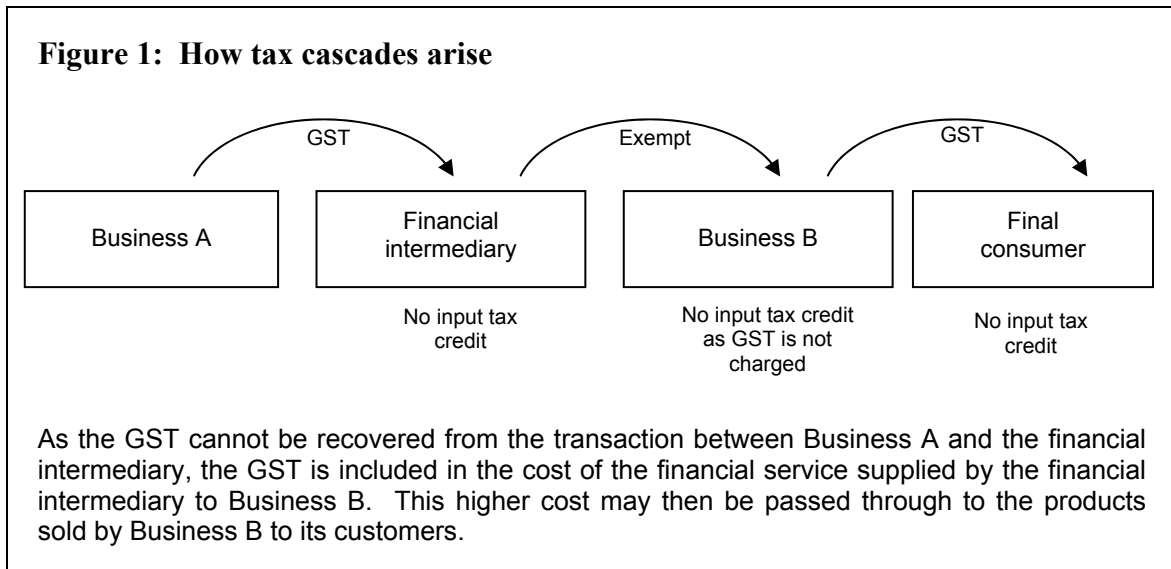 Figure 1: How tax cascades arise
GST
Exempt
GST
Business A
Financial
intermediary
Business B
Final
consumer
No input tax
credit
No input tax credit
as GST is not
charged
No input tax
credit
As the GST cannot be recovered from the transaction between Business A and the financial
intermediary, the GST is included in the cost of the financial service supplied by the financial
intermediary to Business B. This higher cost may then be passed through to the products
sold by Business B to its customers.